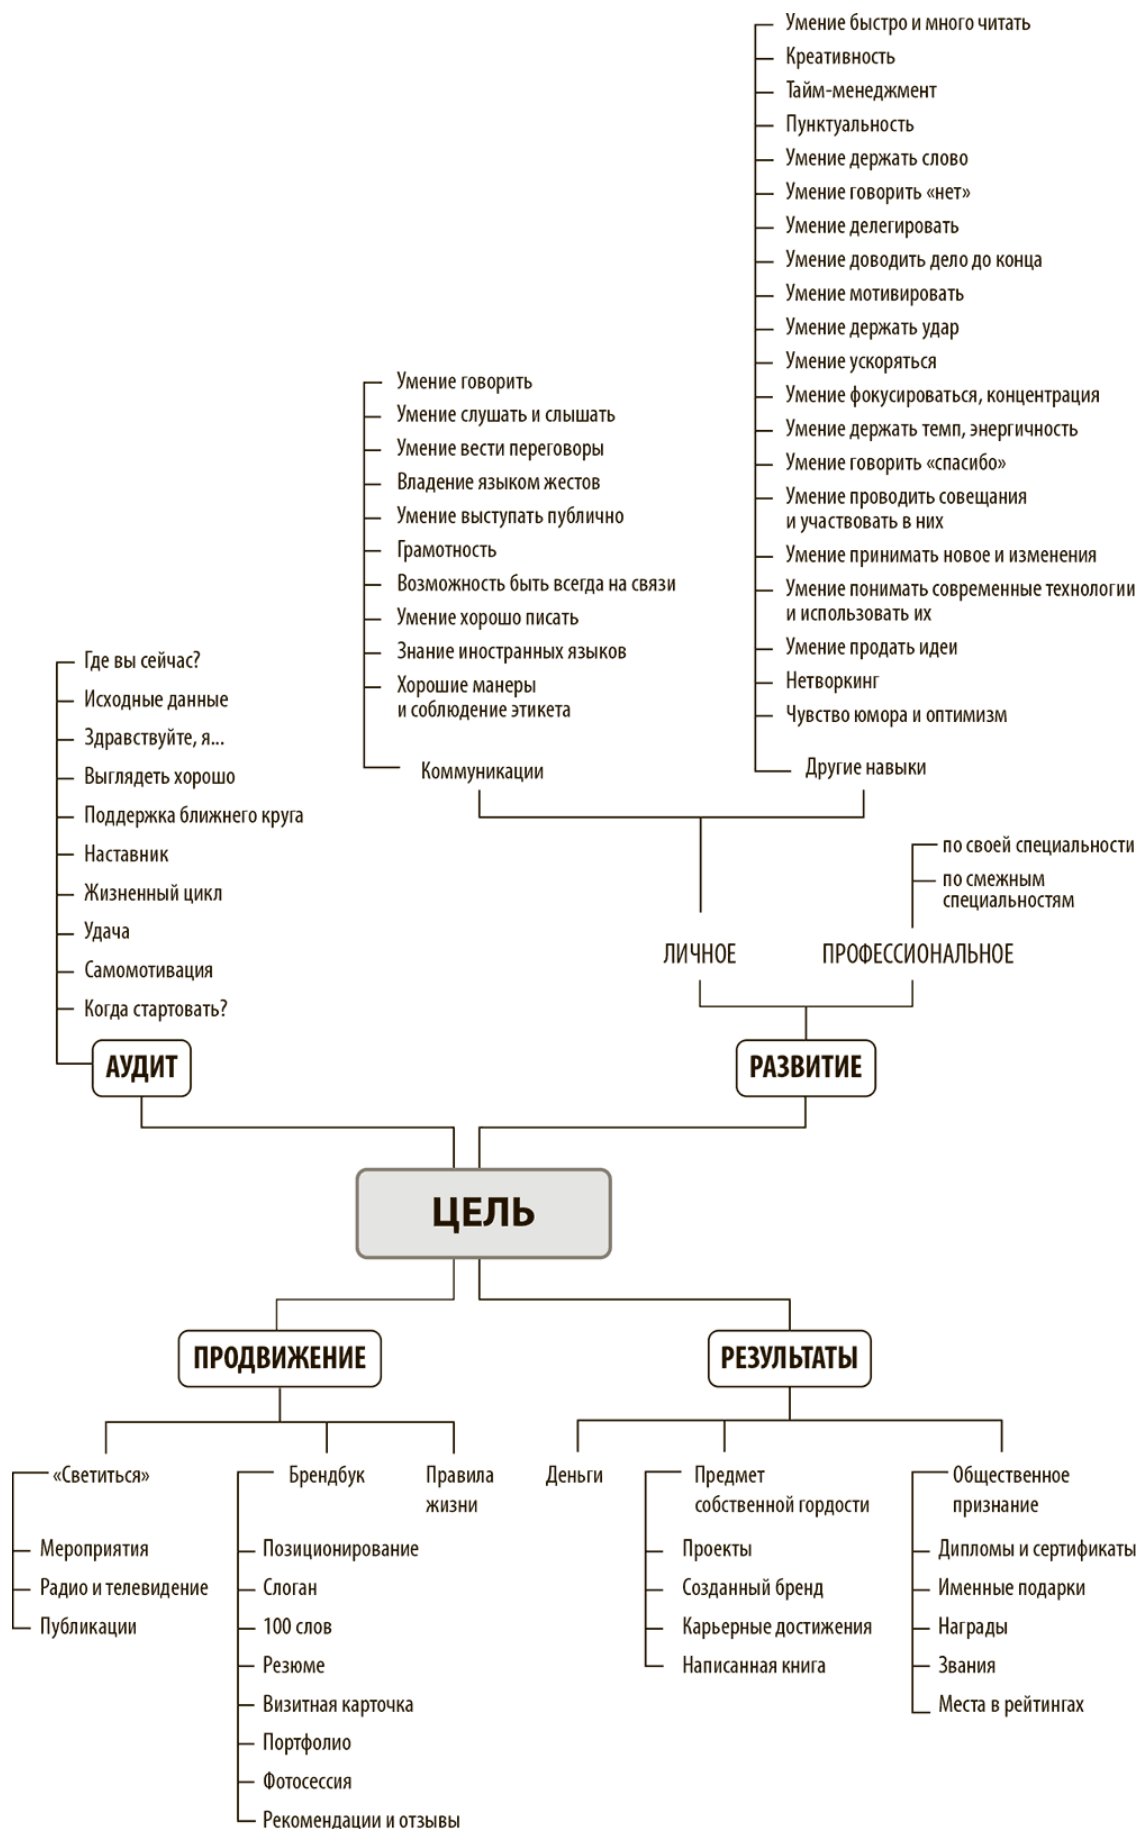 Умение быстро и много читать
Креативность
Тайм-менеджмент
Пунктуальность
Умение держать слово
Умение говорить «нет»
Умение делегировать
Умение доводить дело до конца
Умение мотивировать
Умение держать удар
Умение ускоряться
Умение фокусироваться, концентрация
Умение держать темп, энергичность
Умение говорить «спасибо»
Умение проводить совещания
и участвовать в них
Умение принимать новое и изменения
Умение понимать современные технологии
и использовать их
Умение продать идеи
Нетворкинг
Чувство юмора и оптимизм
Другие навыки
Умение говорить
Умение слушать и слышать
Умение вести переговоры
Владение языком жестов
Умение выступать публично
Грамотность
Возможность быть всегда на связи
Умение хорошо писать
Знание иностранных языков
Хорошие манеры
и соблюдение этикета
Коммуникации
Где вы сейчас?
Исходные данные
Здравствуйте, я...
Выглядеть хорошо
Поддержка ближнего круга
Наставник
Жизненный цикл
Удача
Самомотивация
Когда стартовать?
АУДИТ
по своей специальности
по смежным
специальностям
ЛИЧНОЕ
ПРОФЕССИОНАЛЬНОЕ
РАЗВИТИЕ
ЦЕЛЬ
ПРОДВИЖЕНИЕ
РЕЗУЛЬТАТЫ
«Светиться»
Мероприятия
Радио и телевидение
Публикации
Брендбук
Позиционирование
Слоган
100 слов
Резюме
Визитная карточка
Портфолио
Фотосессия
Рекомендации и отзывы
Правила
жизни
Деньги
Предмет
собственной гордости
Проекты
Созданный бренд
Карьерные достижения
Написанная книга
Общественное
признание
Дипломы и сертификаты
Именные подарки
Награды
Звания
Места в рейтингах